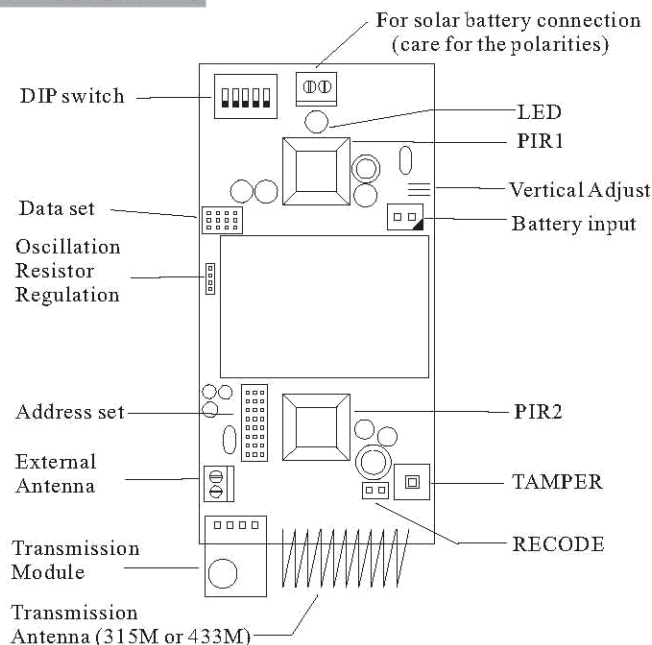 For solar battery connection
(care for the polarities)
DIP switch
LED
PIR1
Vertical Adjust
Data set
Battery input
Oscillation
Resistor
Regulation
Address set
PIR2
External
Antenna
TAMPER
RECODE
Transmission
Module
Transmission
Antenna (315M or 433M)